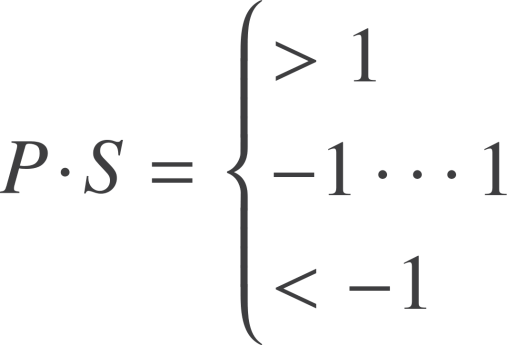 > 1
P·S = { −1 ··· 1
< −1